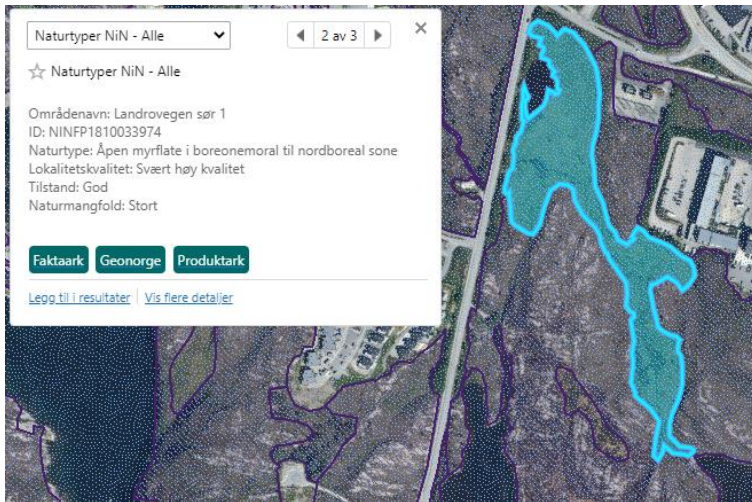 Naturtyper NiN - Alle
2 av 3
Naturtyper NiN - Alle
Områdenavn: Landrovegen sør 1
ID: NINFP1810033974
Naturtype: Åpen myrflate i boreonemoral til nordboreal sone
Lokalitetskvalitet: Svært høy kvalitet
Tilstand: God
Naturmangfold: Stort
Faktaark Geonorge Produktark
Legg til i resultater Vis flere detaljer